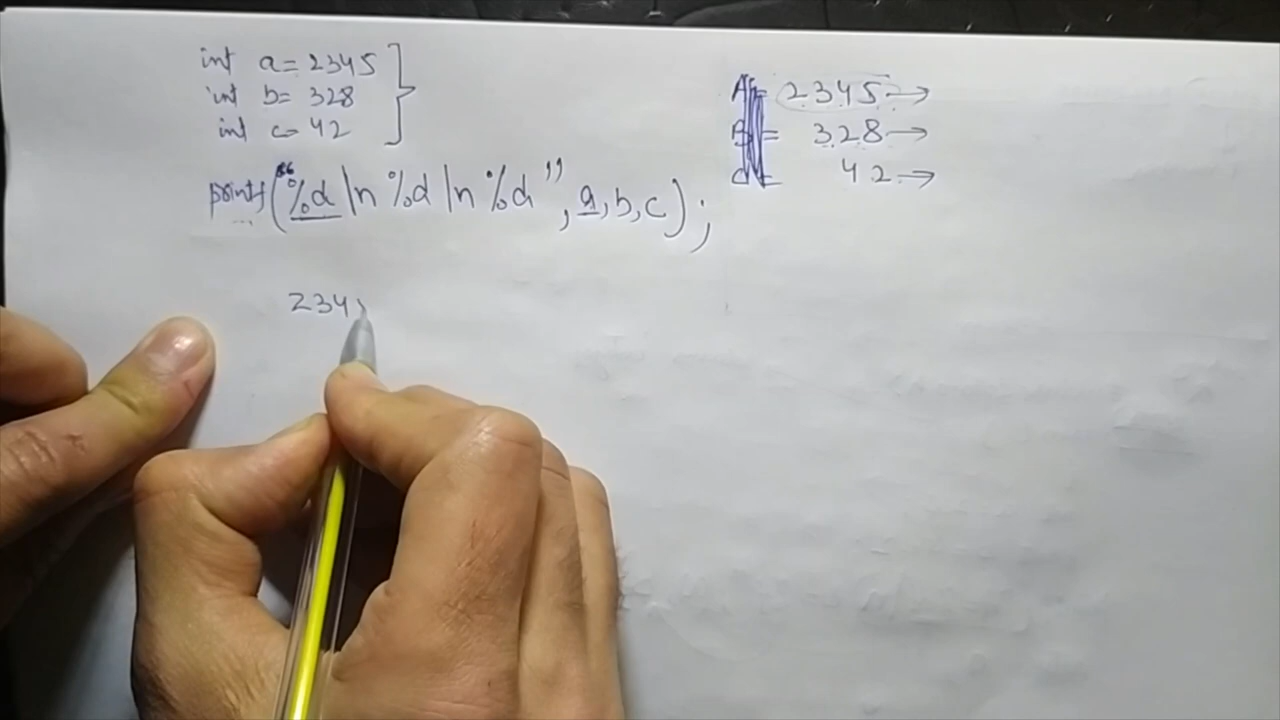 int a= 2345
int b= 328
int c= 42
printf("%d \n %d \n %d", a, b, c);
A= 2345 →
B= 328 →
C= 42 →
234